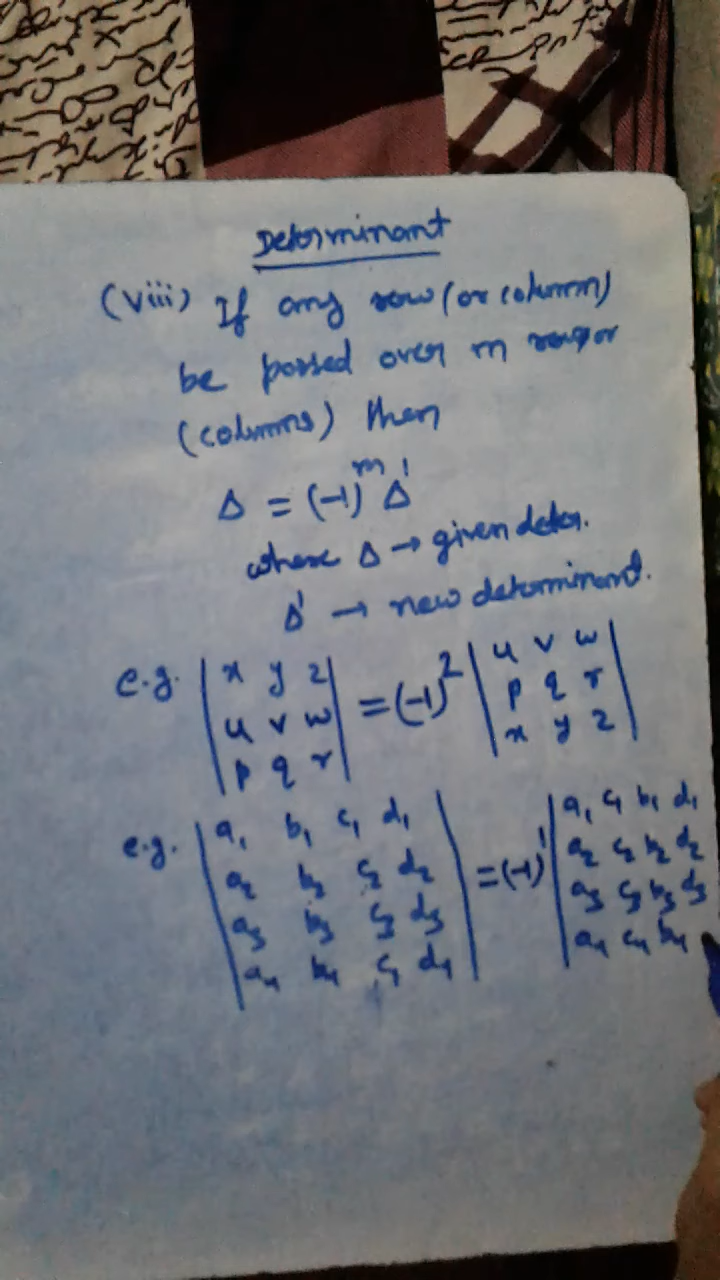 Determinant
(viii) If any row (or column)
be passed over m rows or
(columns) then
Δ = (-1)^m Δ'
where Δ → given deter.
Δ' → new determinant.
e.g. | x y z | = (-1)^2 | u v w |
| u v w | | p q r |
| p q r | | x y z |
e.g. | a₁ b₁ c₁ d₁ | = (-1)^1 | a₁ c₁ b₁ d₁ |
| a₂ b₂ c₂ d₂ | | a₂ c₂ b₂ d₂ |
| a₃ b₃ c₃ d₃ | | a₃ c₃ b₃ d₃ |
| a₄ b₄ c₄ d₄ | | a₄ c₄ b₄